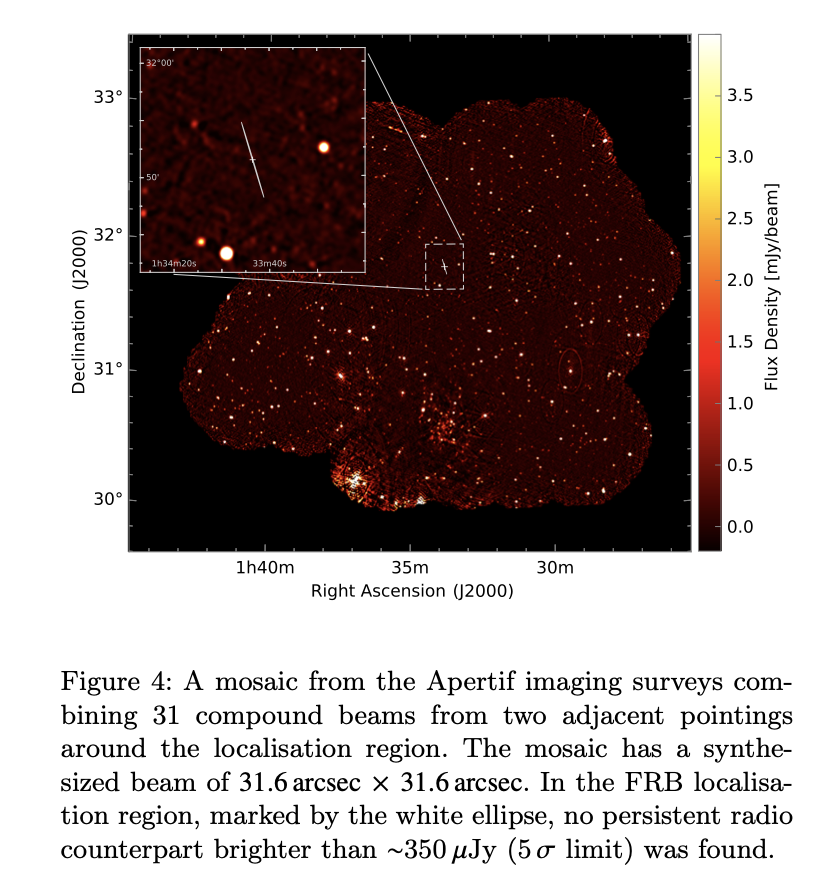 32°00'
50'
1h34m20s 33m40s
33°
32°
31°
30°
Declination (J2000)
1h40m 35m 30m
Right Ascension (J2000)
3.5
3.0
2.5
2.0
1.5
1.0
0.5
0.0
Flux Density [mJy/beam]
Figure 4: A mosaic from the Apertif imaging surveys com-
bining 31 compound beams from two adjacent pointings
around the localisation region. The mosaic has a synthe-
sized beam of 31.6 arcsec × 31.6 arcsec. In the FRB localisa-
tion region, marked by the white ellipse, no persistent radio
counterpart brighter than ~350 μJy (5 σ limit) was found.